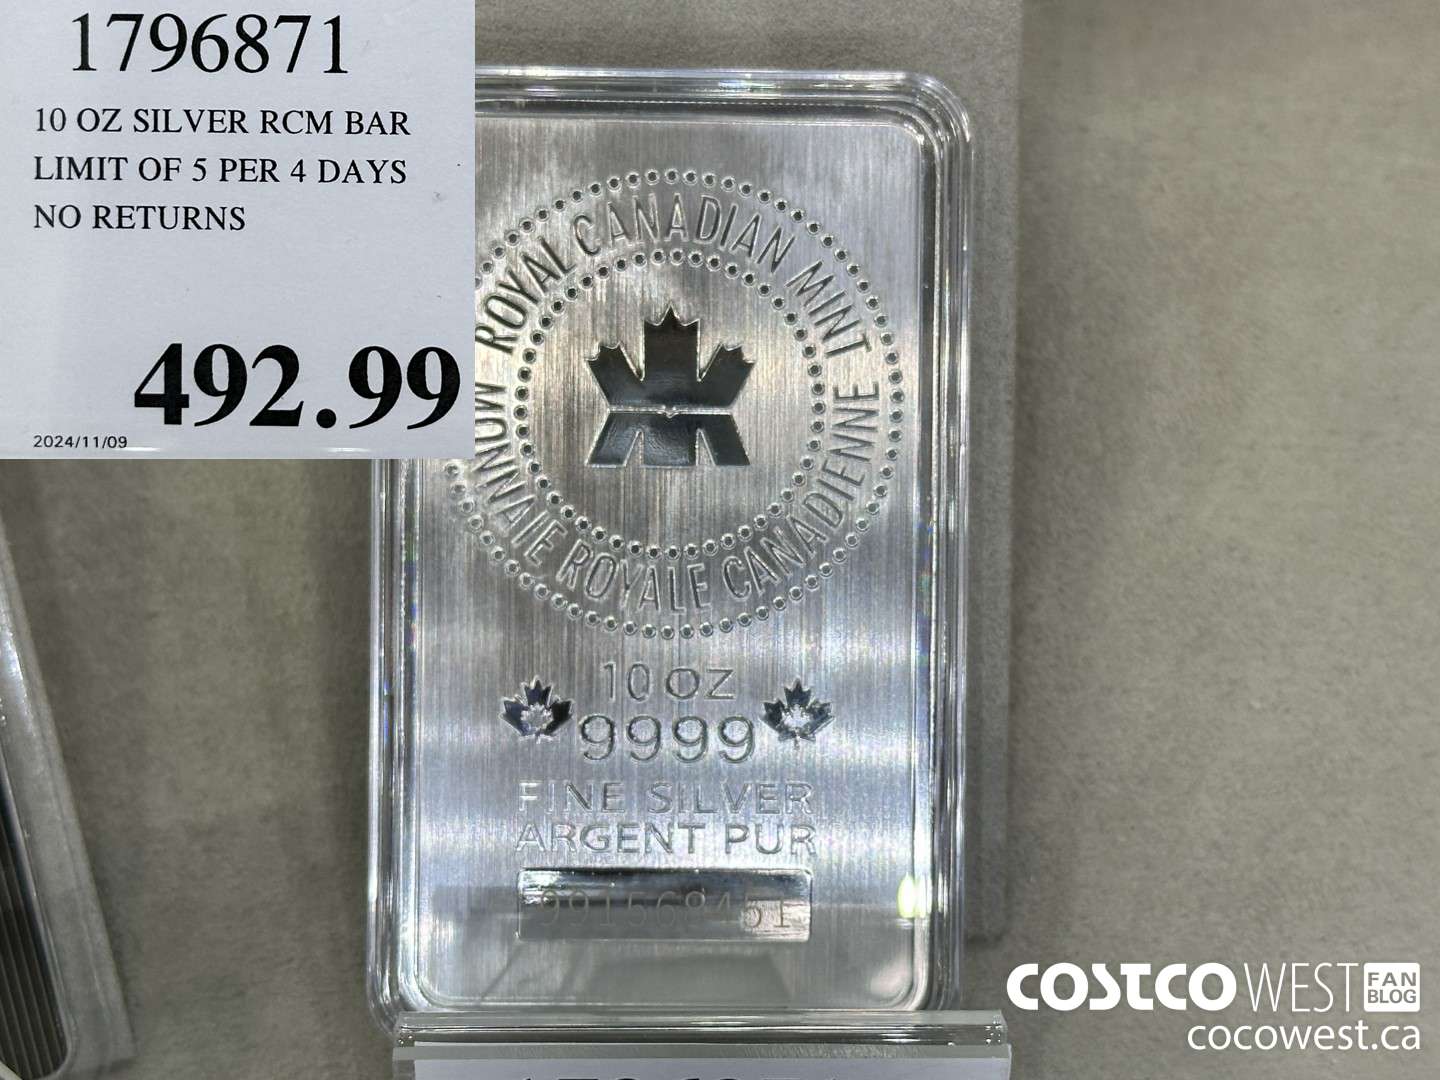 1796871
10 OZ SILVER RCM BAR
LIMIT OF 5 PER 4 DAYS
NO RETURNS
492.99
2024/11/09
ROYAL CANADIAN MINT
MONNAIE ROYALE CANADIENNE
10 OZ
9999
FINE SILVER
ARGENT PUR
COSTCO WEST FAN BLOG
cocowest.ca